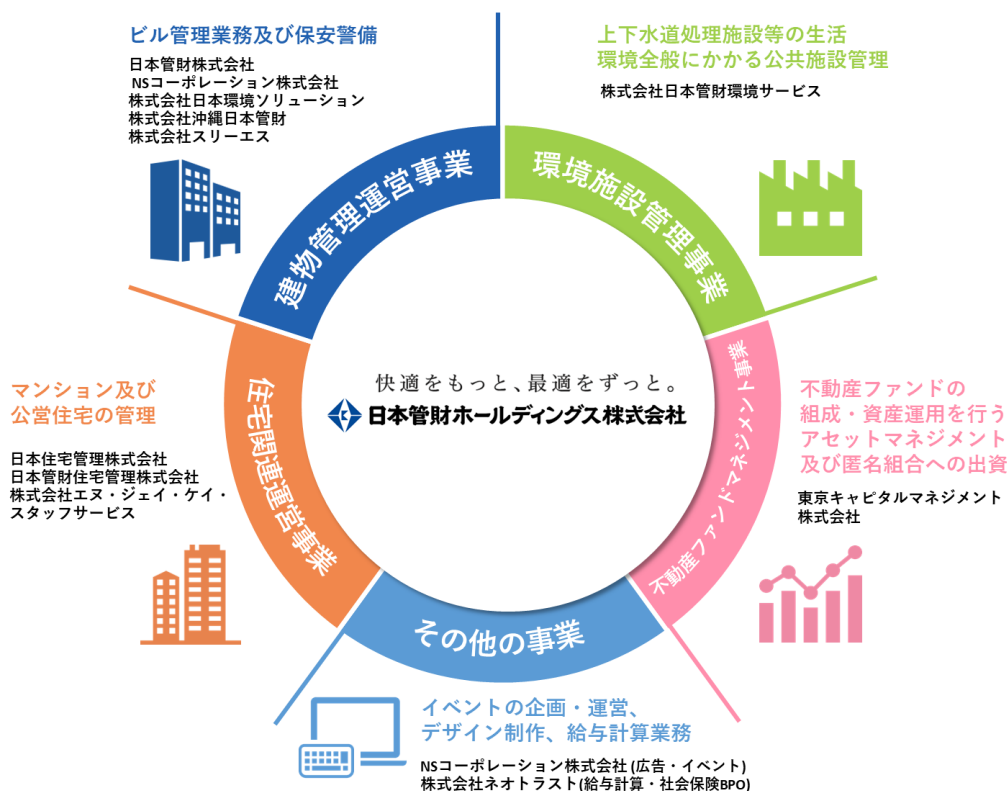 ビル管理業務及び保安警備
日本管財株式会社
NSコーポレーション株式会社
株式会社日本環境ソリューション
株式会社沖縄日本管財
株式会社スリーエス
上下水道処理施設等の生活
環境全般にかかる公共施設管理
株式会社日本管財環境サービス
建物管理運営事業
環境施設管理事業
快適をもっと、最適をずっと。
日本管財ホールディングス株式会社
マンション及び
公営住宅の管理
日本住宅管理株式会社
日本管財住宅管理株式会社
株式会社エヌ・ジェイ・ケイ・
スタッフサービス
住宅関連運営事業
不動産ファンドマネジメント事業
不動産ファンドの
組成・資産運用を行う
アセットマネジメント
及び匿名組合への出資
東京キャピタルマネジメント
株式会社
その他の事業
イベントの企画・運営、
デザイン制作、給与計算業務
NSコーポレーション株式会社 (広告・イベント)
株式会社ネオトラスト(給与計算・社会保険BPO)